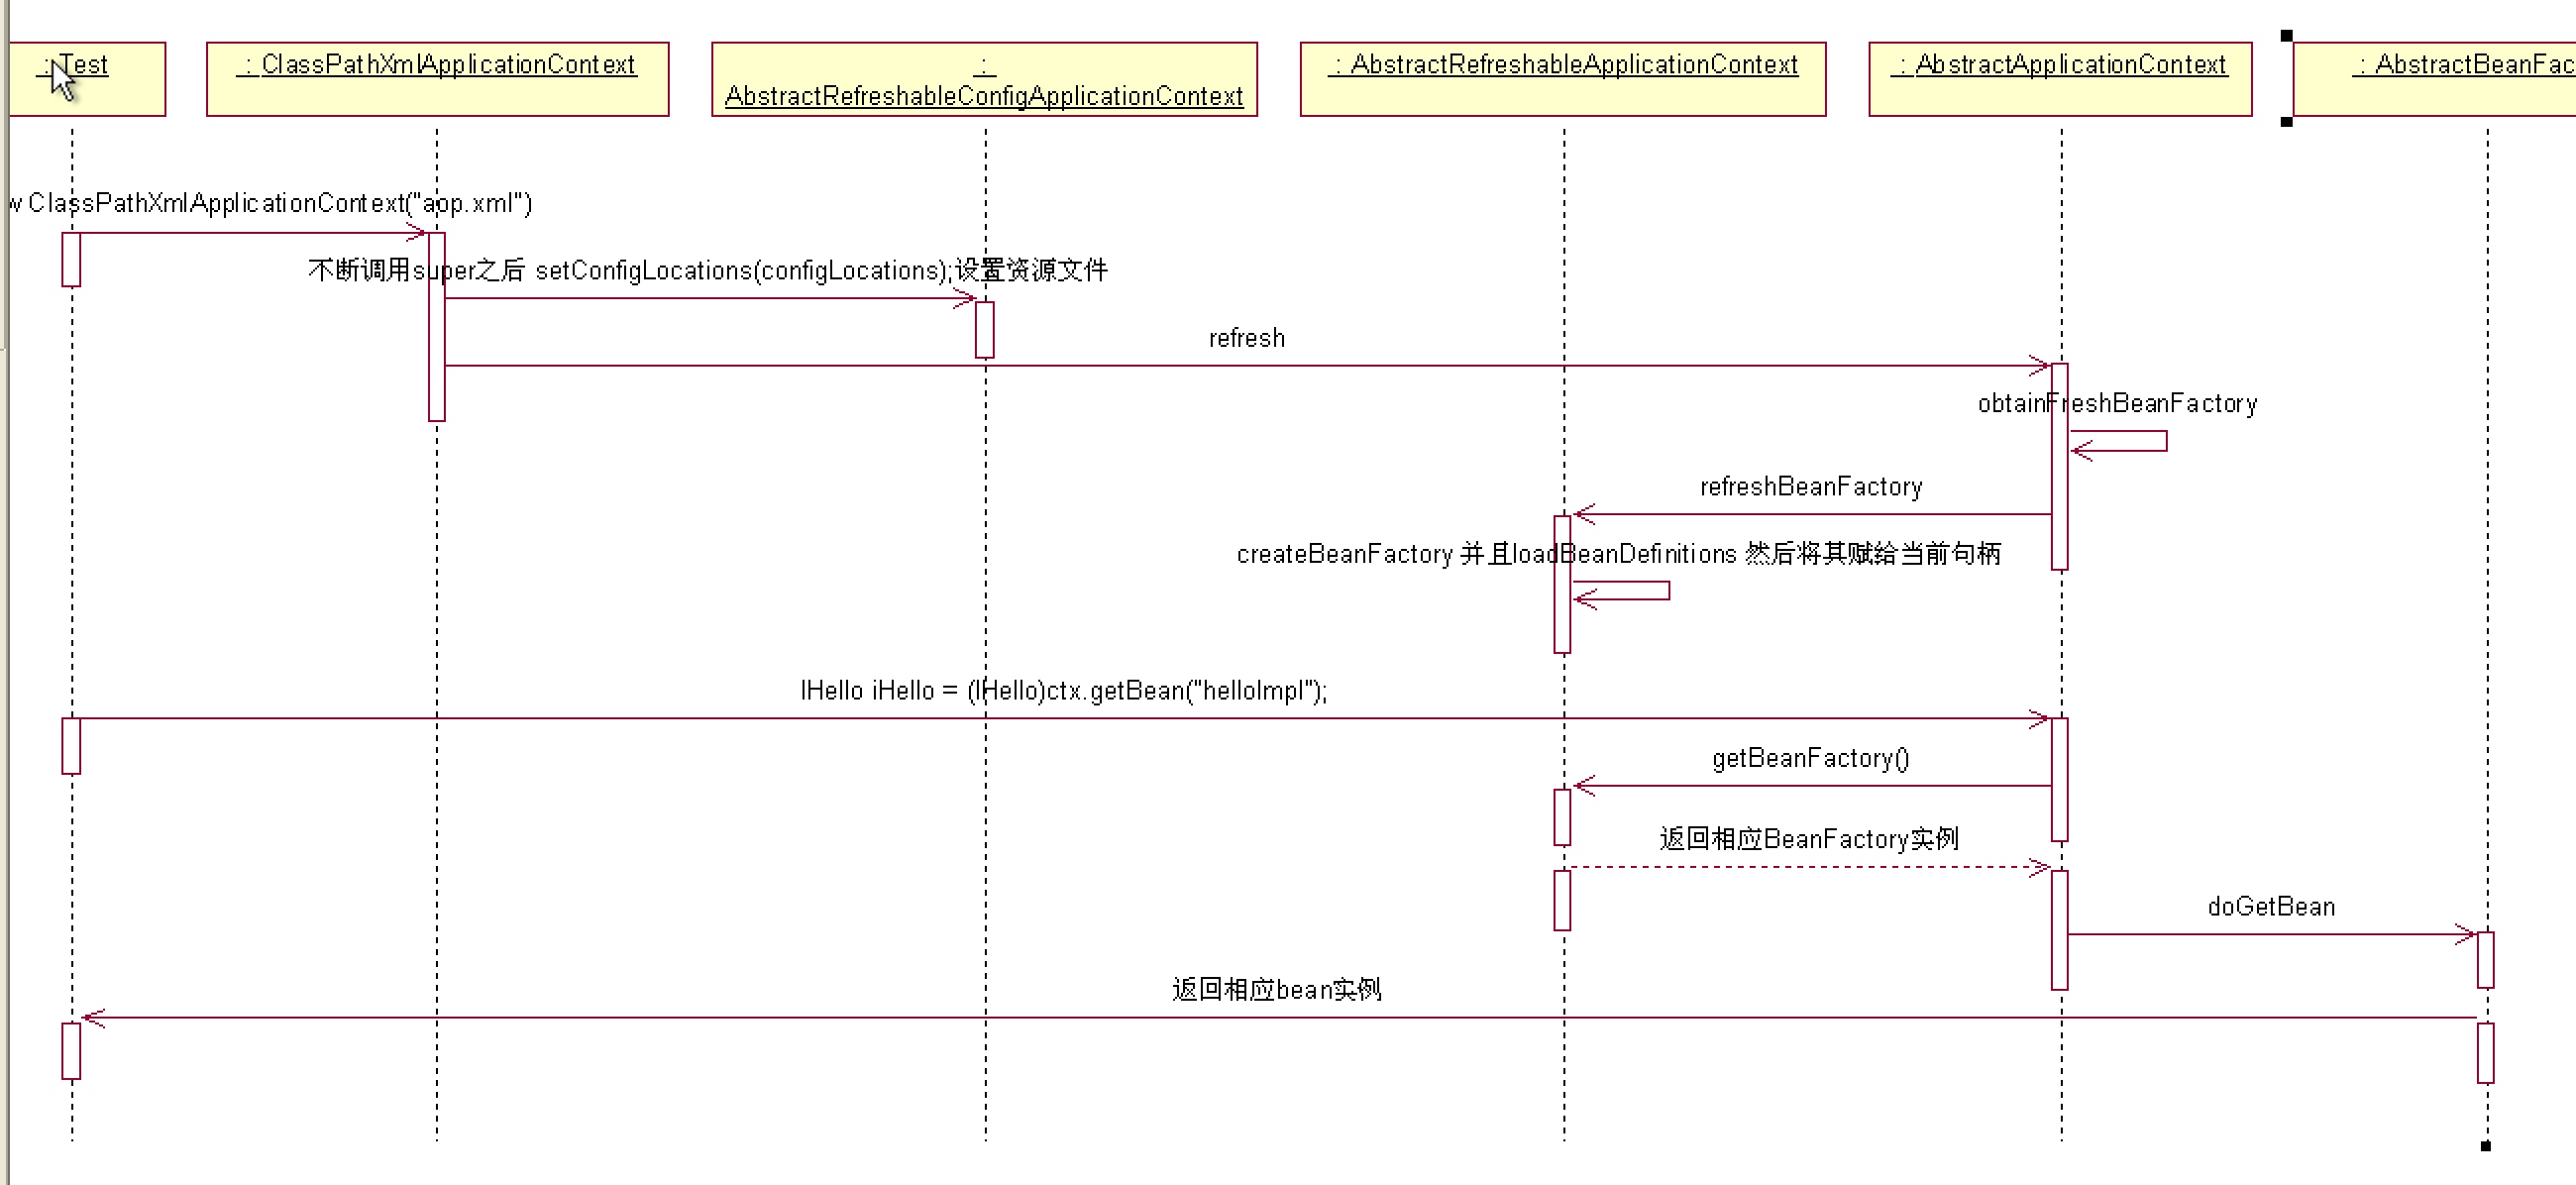 : Test
: ClassPathXmlApplicationContext
:
AbstractRefreshableConfigApplicationContext
: AbstractRefreshableApplicationContext
: AbstractApplicationContext
: AbstractBeanFac
w ClassPathXmlApplicationContext("aop.xml")
不断调用super之后 setConfigLocations(configLocations);设置资源文件
refresh
obtainFreshBeanFactory
refreshBeanFactory
createBeanFactory 并且loadBeanDefinitions 然后将其赋给当前句柄
IHello iHello = (IHello)ctx.getBean("helloImpl");
getBeanFactory()
返回相应BeanFactory实例
doGetBean
返回相应bean实例